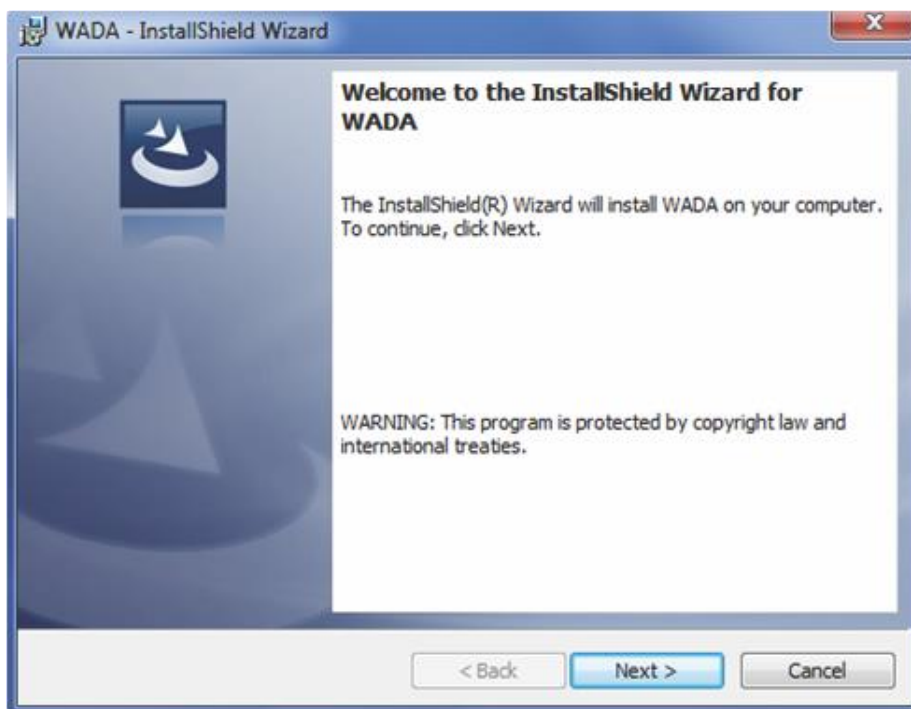 WADA - InstallShield Wizard
Welcome to the InstallShield Wizard for
WADA
The InstallShield(R) Wizard will install WADA on your computer.
To continue, click Next.
WARNING: This program is protected by copyright law and
international treaties.
< Back
Next >
Cancel